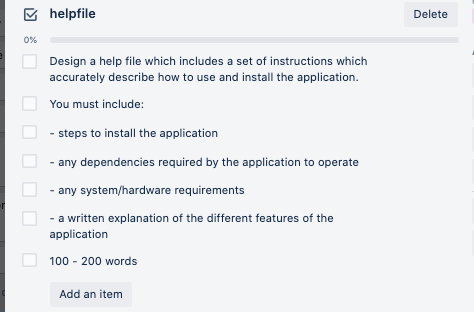 helpfile
Delete
0%
Design a help file which includes a set of instructions which
accurately describe how to use and install the application.
You must include:
- steps to install the application
- any dependencies required by the application to operate
- any system/hardware requirements
- a written explanation of the different features of the
application
100 - 200 words
Add an item